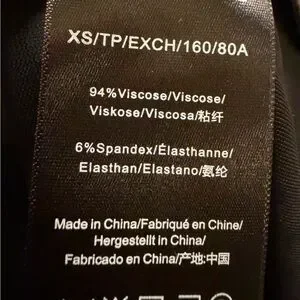 XS/TP/EXCH/160/80A
94%Viscose/Viscose/
Viskose/Viscosa/粘纤
6%Spandex/Élasthanne/
Elasthan/Elastano/氨纶
Made in China/Fabriqué en Chine/
Hergestellt in China/
Fabricado en China/产地:中国